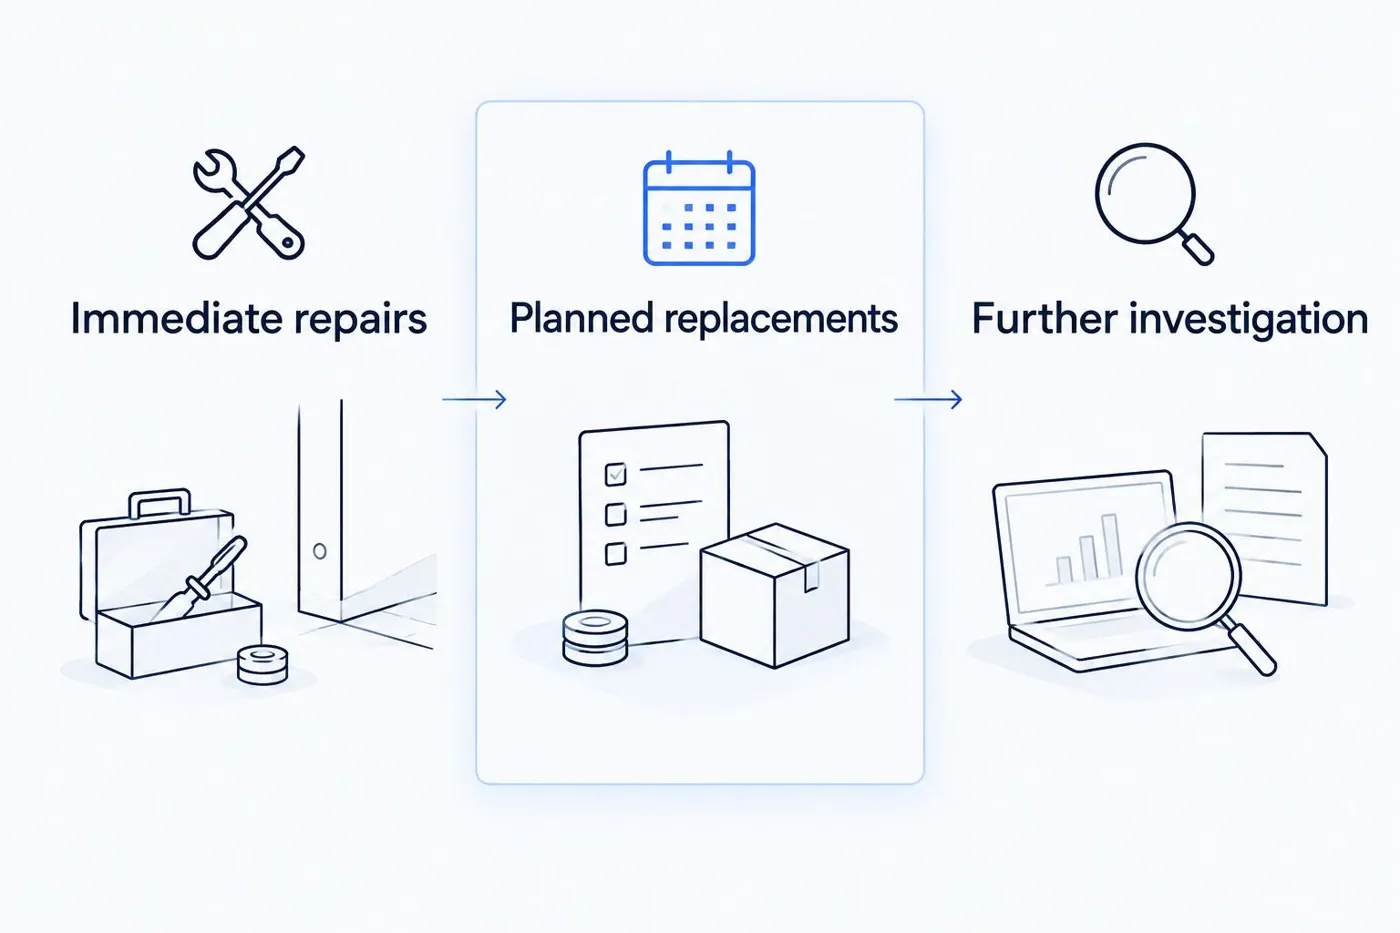 Immediate repairs
Planned replacements
Further investigation